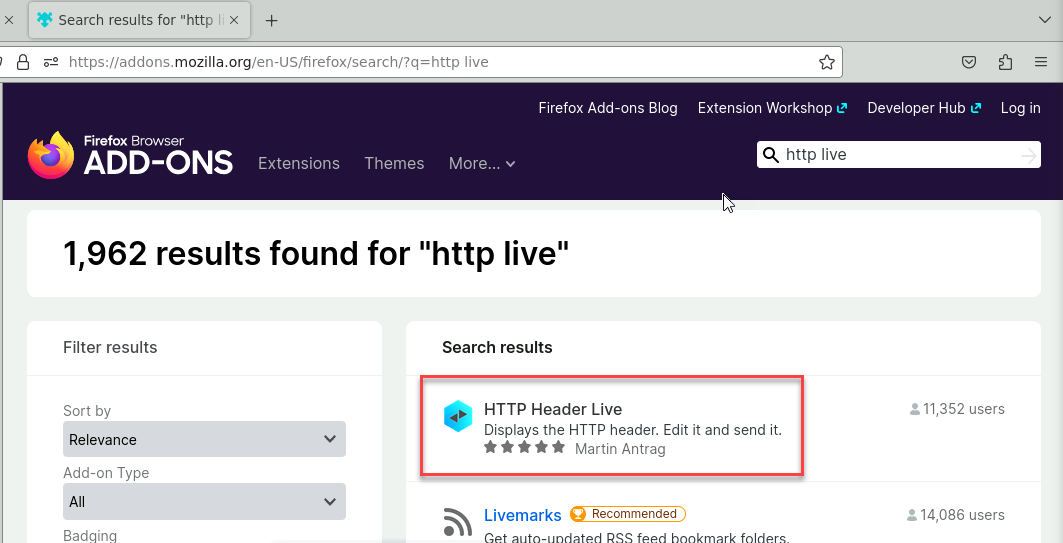 Search results for "http li
https://addons.mozilla.org/en-US/firefox/search/?q=http live
Firefox Add-ons Blog Extension Workshop Developer Hub Log in
Firefox Browser
ADD-ONS
Extensions Themes More...
http live
1,962 results found for "http live"
Filter results
Sort by
Relevance
Add-on Type
All
Badging
Search results
HTTP Header Live
11,352 users
Displays the HTTP header. Edit it and send it.
Martin Antrag
Livemarks Recommended
14,086 users
Get auto-updated RSS feed bookmark folders.